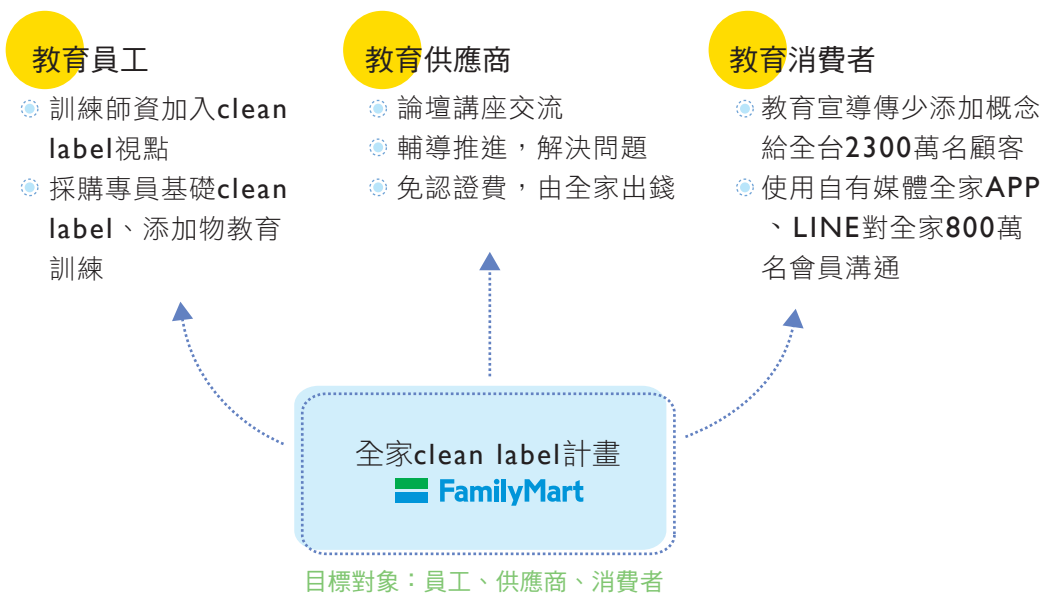 教育員工
訓練師資加入clean
label視點
採購專員基礎clean
label、添加物教育
訓練
教育供應商
論壇講座交流
輔導推進，解決問題
免認證費，由全家出錢
教育消費者
教育宣導傳少添加概念
給全台2300萬名顧客
使用自有媒體全家APP
、LINE對全家800萬
名會員溝通
全家clean label計畫
FamilyMart
目標對象：員工、供應商、消費者